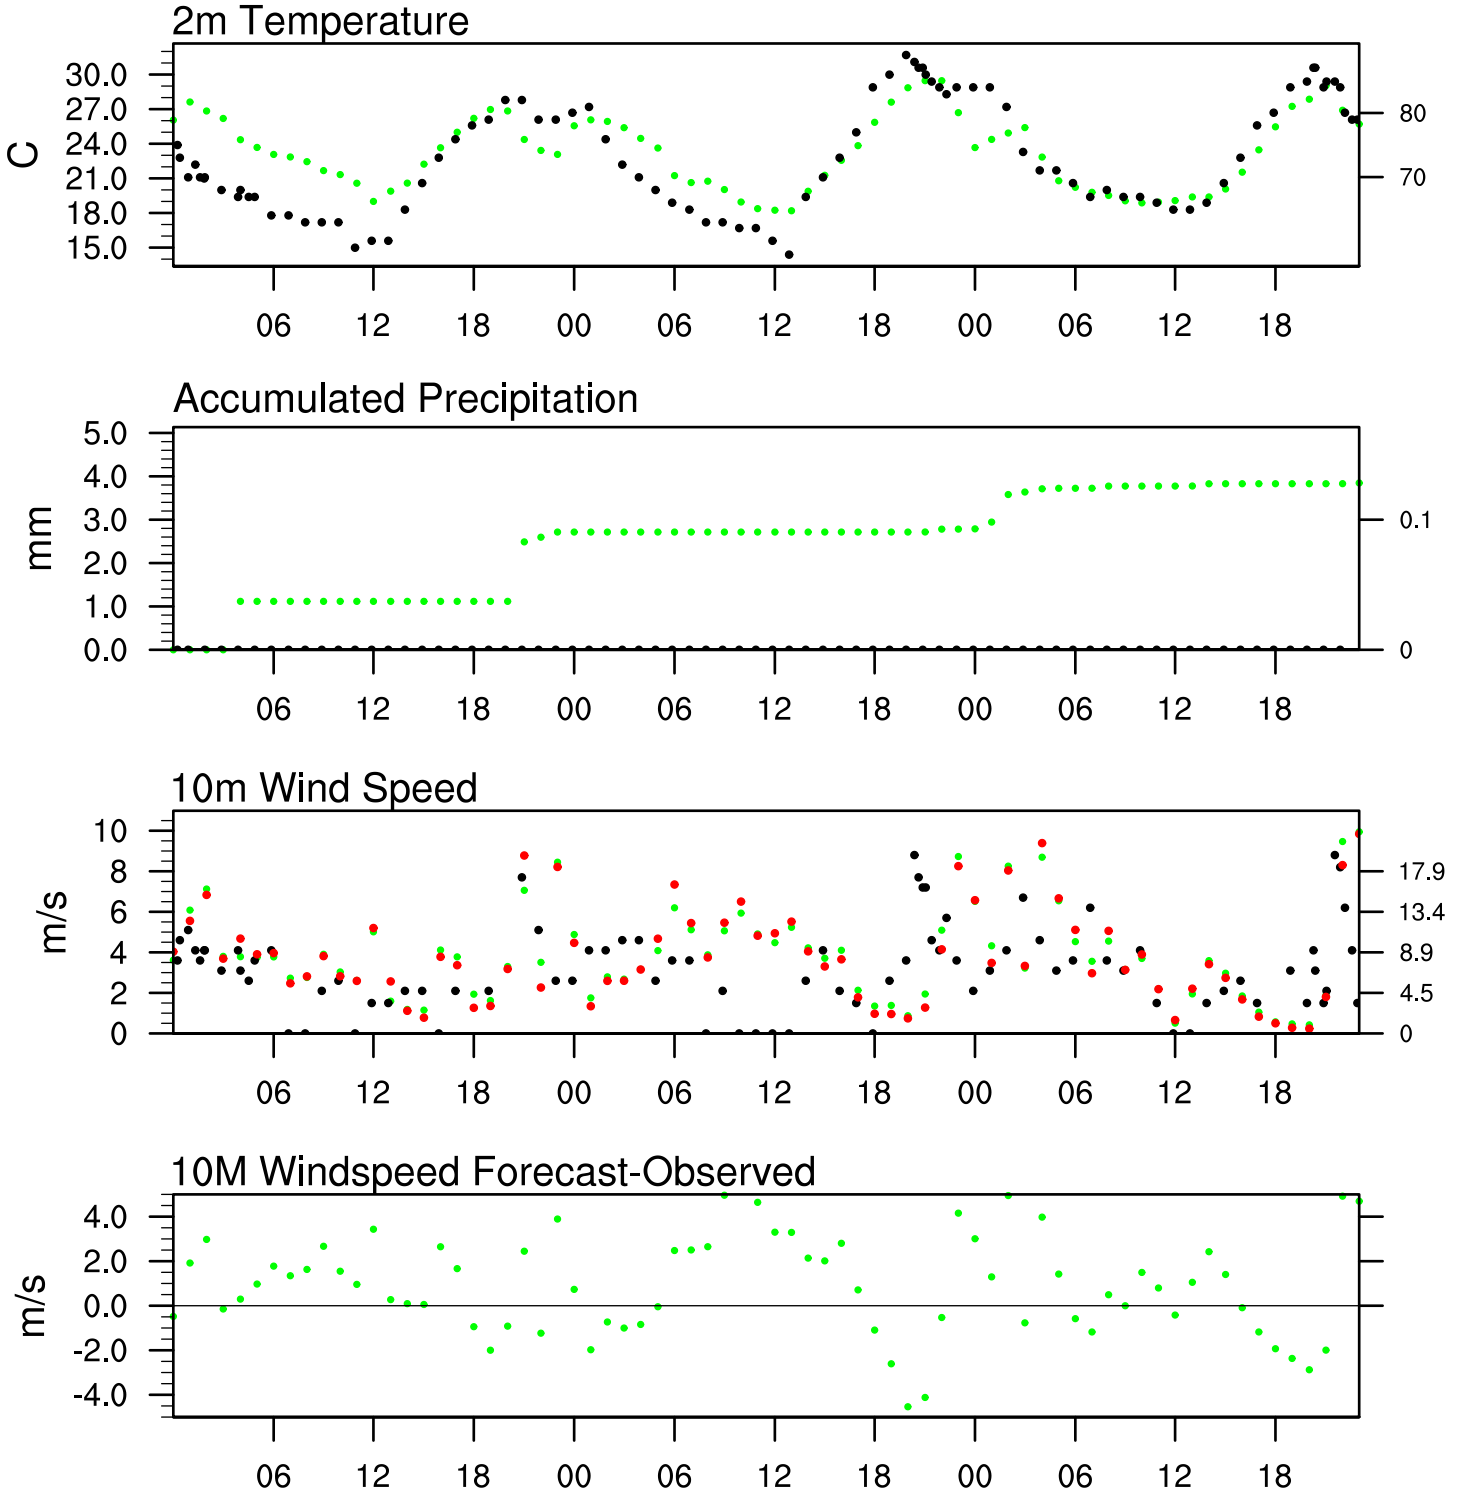 2m Temperature
30.0
27.0 80
24.0
C
21.0 70
18.0
15.0
06 12 18 00 06 12 18 00 06 12 18
Accumulated Precipitation
5.0
4.0
3.0 0.1
mm
2.0
1.0
0.0 0
06 12 18 00 06 12 18 00 06 12 18
10m Wind Speed
10
8 17.9
6 13.4
m/s
4 8.9
2 4.5
0 0
06 12 18 00 06 12 18 00 06 12 18
10M Windspeed Forecast-Observed
4.0
2.0
0.0
m/s
-2.0
-4.0
06 12 18 00 06 12 18 00 06 12 18